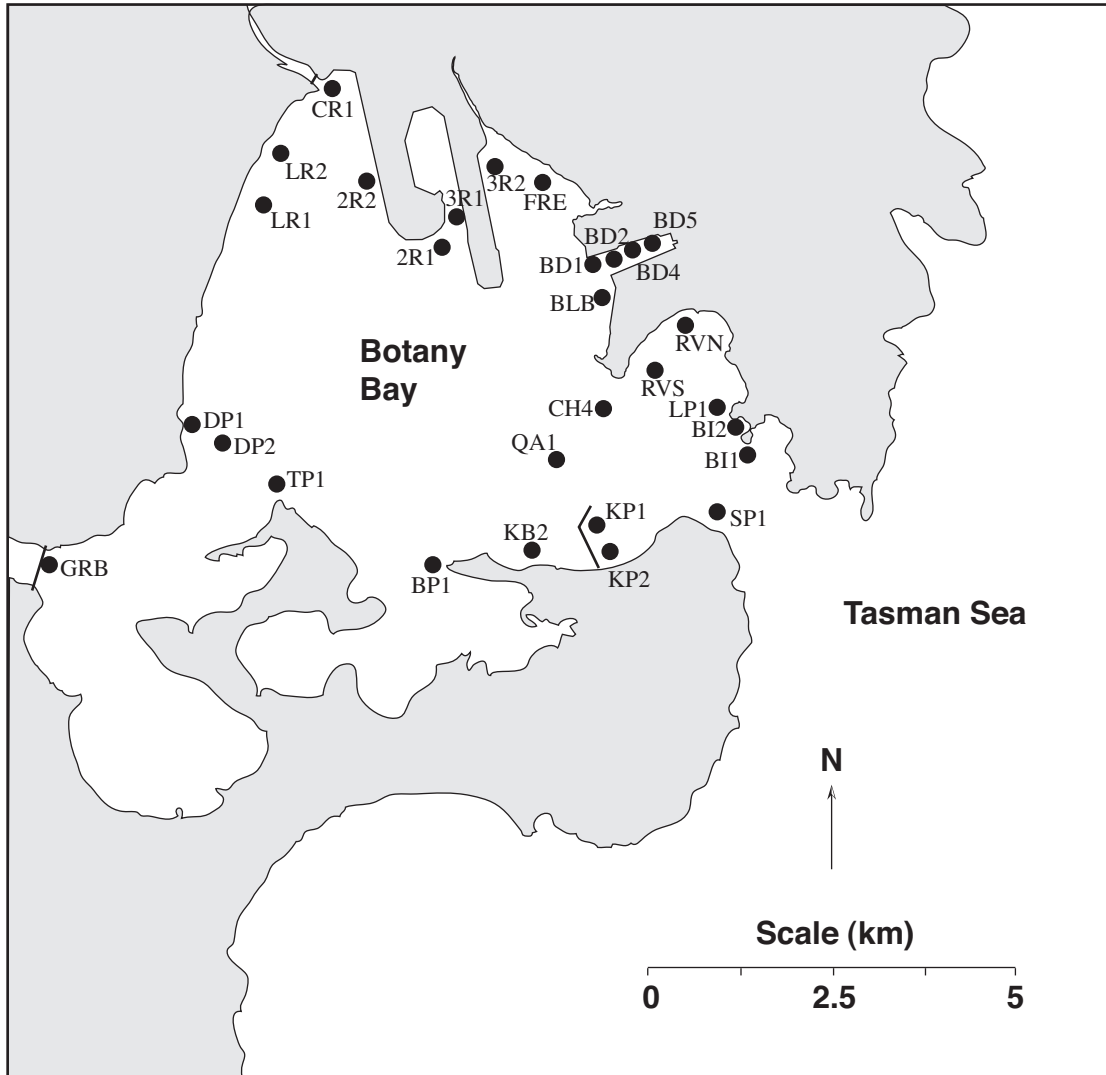 CR1
LR2
2R2
LR1
3R1
3R2
FRE
2R1
BD2
BD5
BD1
BD4
BLB
Botany
Bay
RVN
RVS
CH4
LP1
DP1
BI2
DP2
QA1
BI1
TP1
KP1
SP1
KB2
GRB
BP1
KP2
Tasman Sea
N
Scale (km)
0
2.5
5